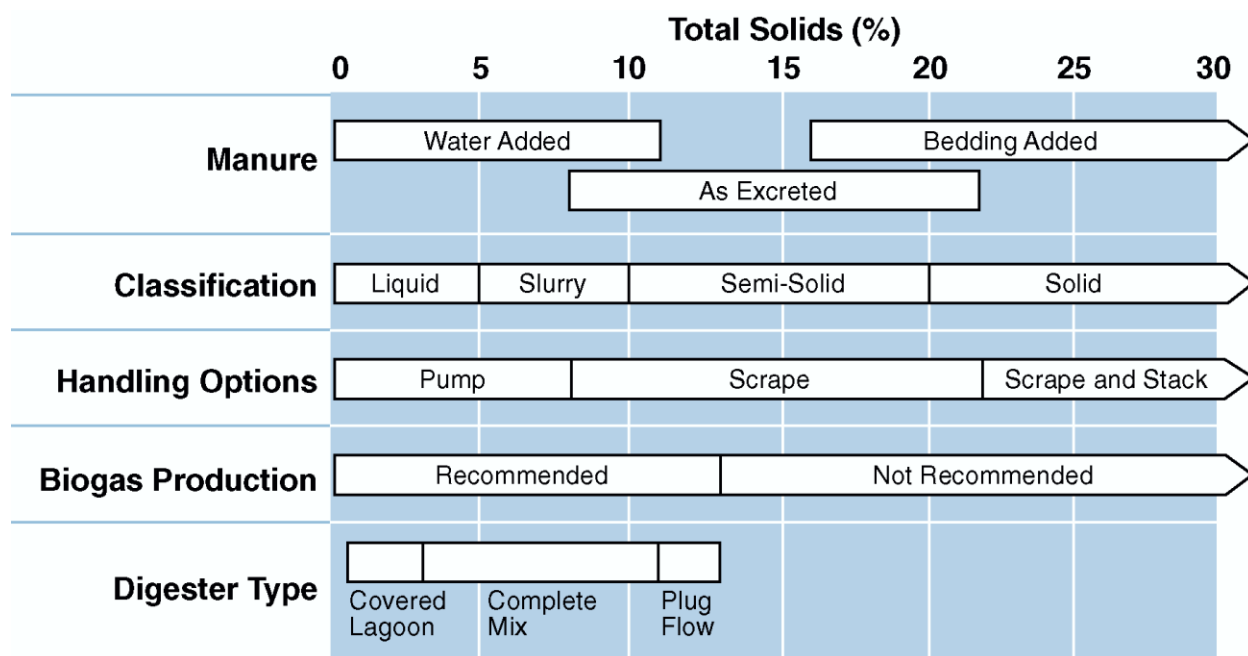 Total Solids (%)
0 5 10 15 20 25 30
Manure
Water Added
Bedding Added
As Excreted
Classification
Liquid
Slurry
Semi-Solid
Solid
Handling Options
Pump
Scrape
Scrape and Stack
Biogas Production
Recommended
Not Recommended
Digester Type
Covered
Lagoon
Complete
Mix
Plug
Flow